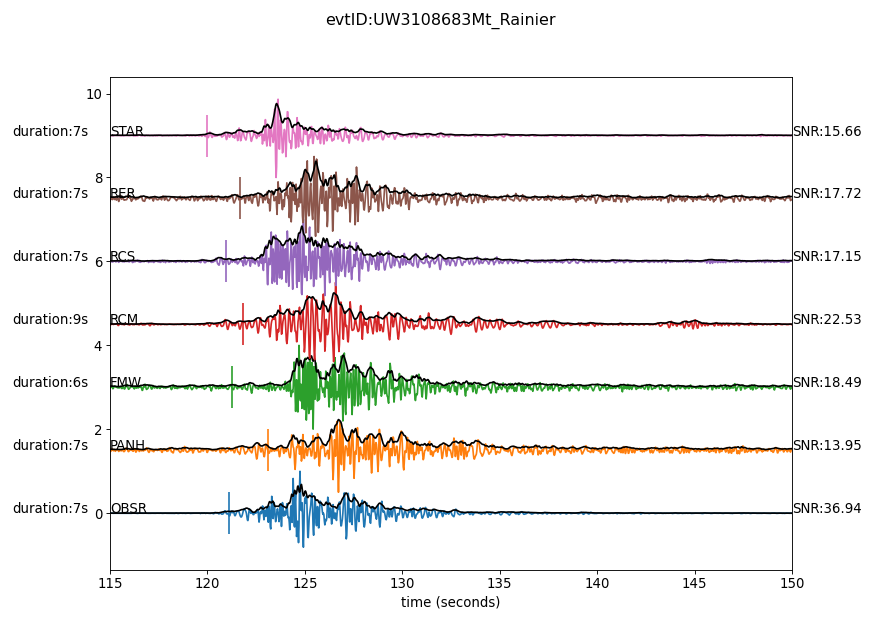 evtID:UW3108683Mt_Rainier
10
duration:7s STAR SNR:15.66
8
duration:7s RER SNR:17.72
duration:7s RCS SNR:17.15
6
duration:9s RCM SNR:22.53
4
duration:6s FMW SNR:18.49
2
duration:7s PANH SNR:13.95
duration:7s OBSR SNR:36.94
0
115 120 125 130 135 140 145 150
time (seconds)